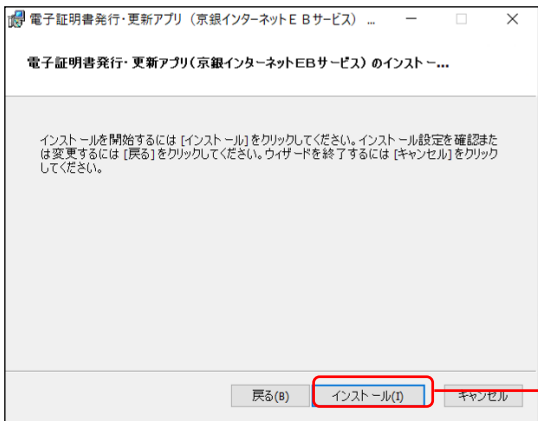 電子証明書発行・更新アプリ（京銀インターネットＥＢサービス） ...
電子証明書発行・更新アプリ(京銀インターネットEBサービス) のインストー...
インストールを開始するには [インストール] をクリックしてください。インストール設定を確認また
は変更するには [戻る] をクリックしてください。ウィザードを終了するには [キャンセル] をクリック
してください。
戻る(B) インストール(I) キャンセル